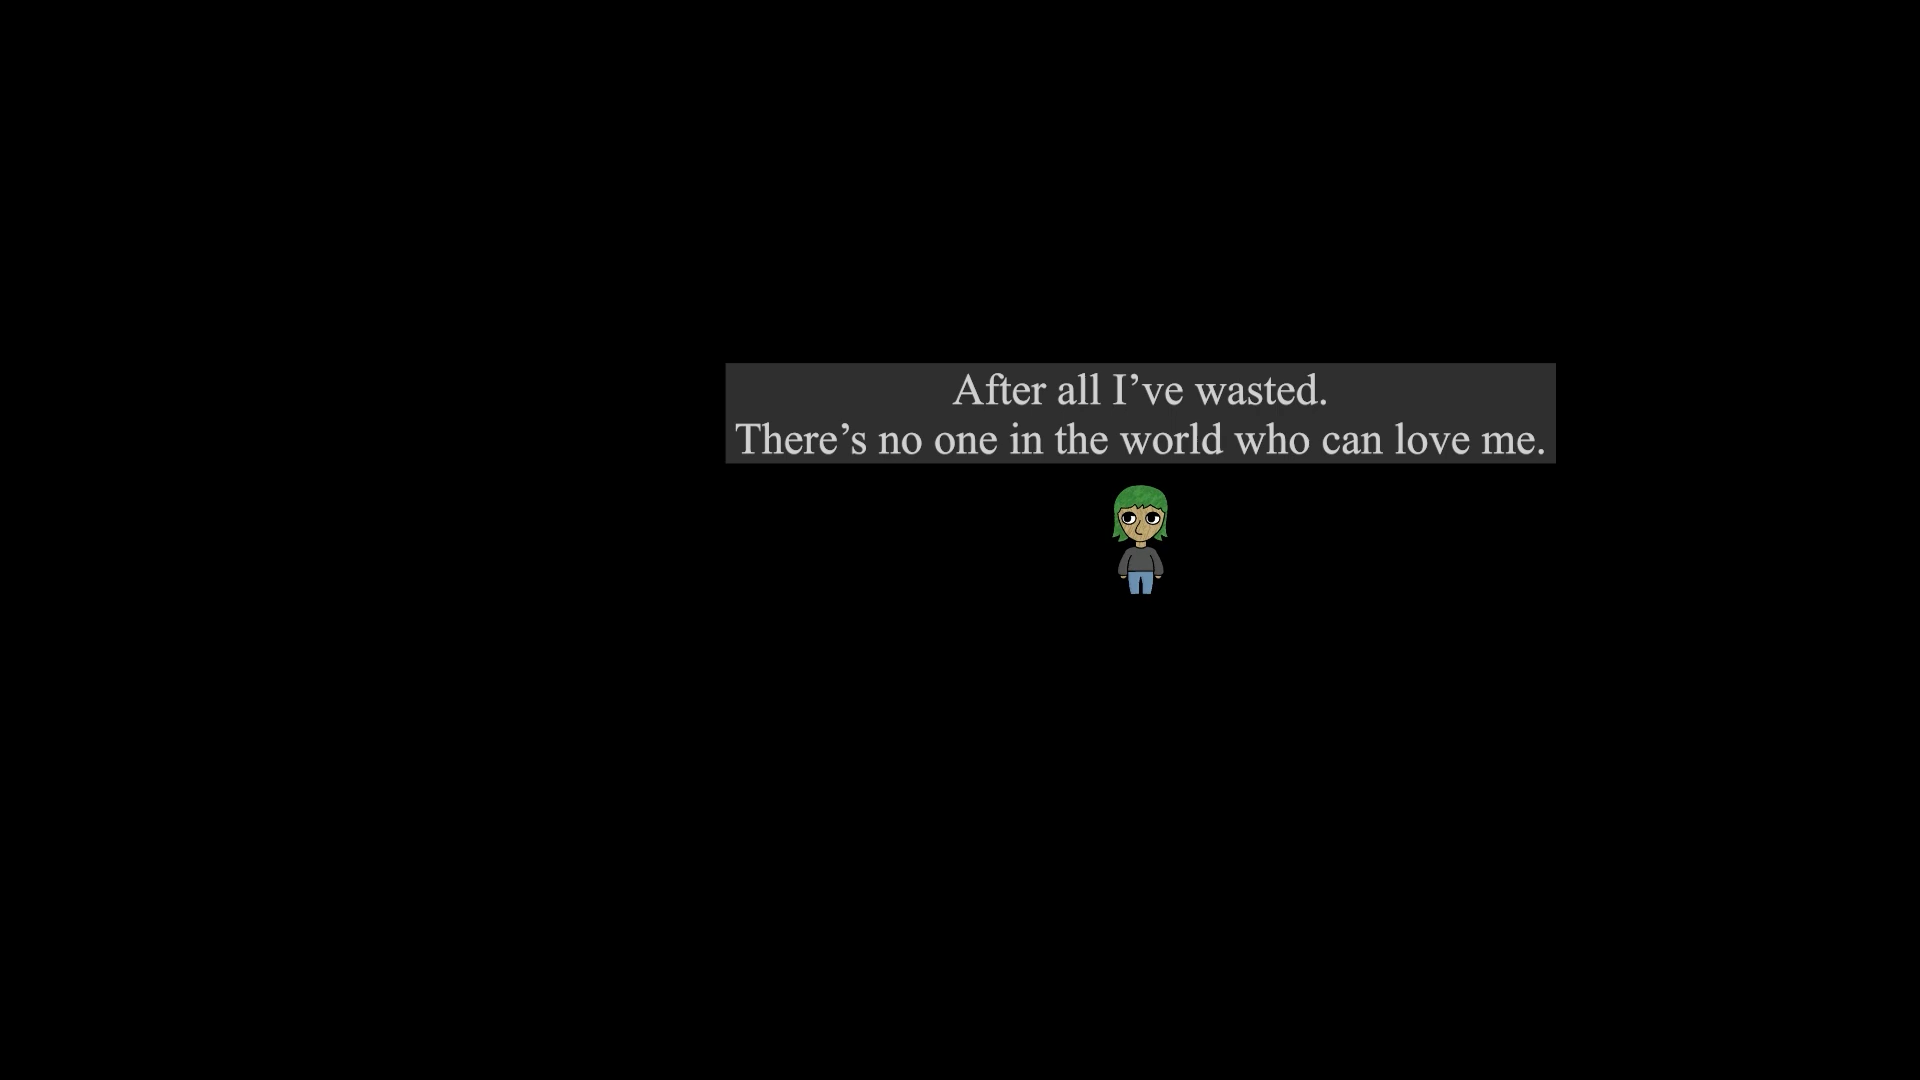 After all I’ve wasted.
There’s no one in the world who can love me.